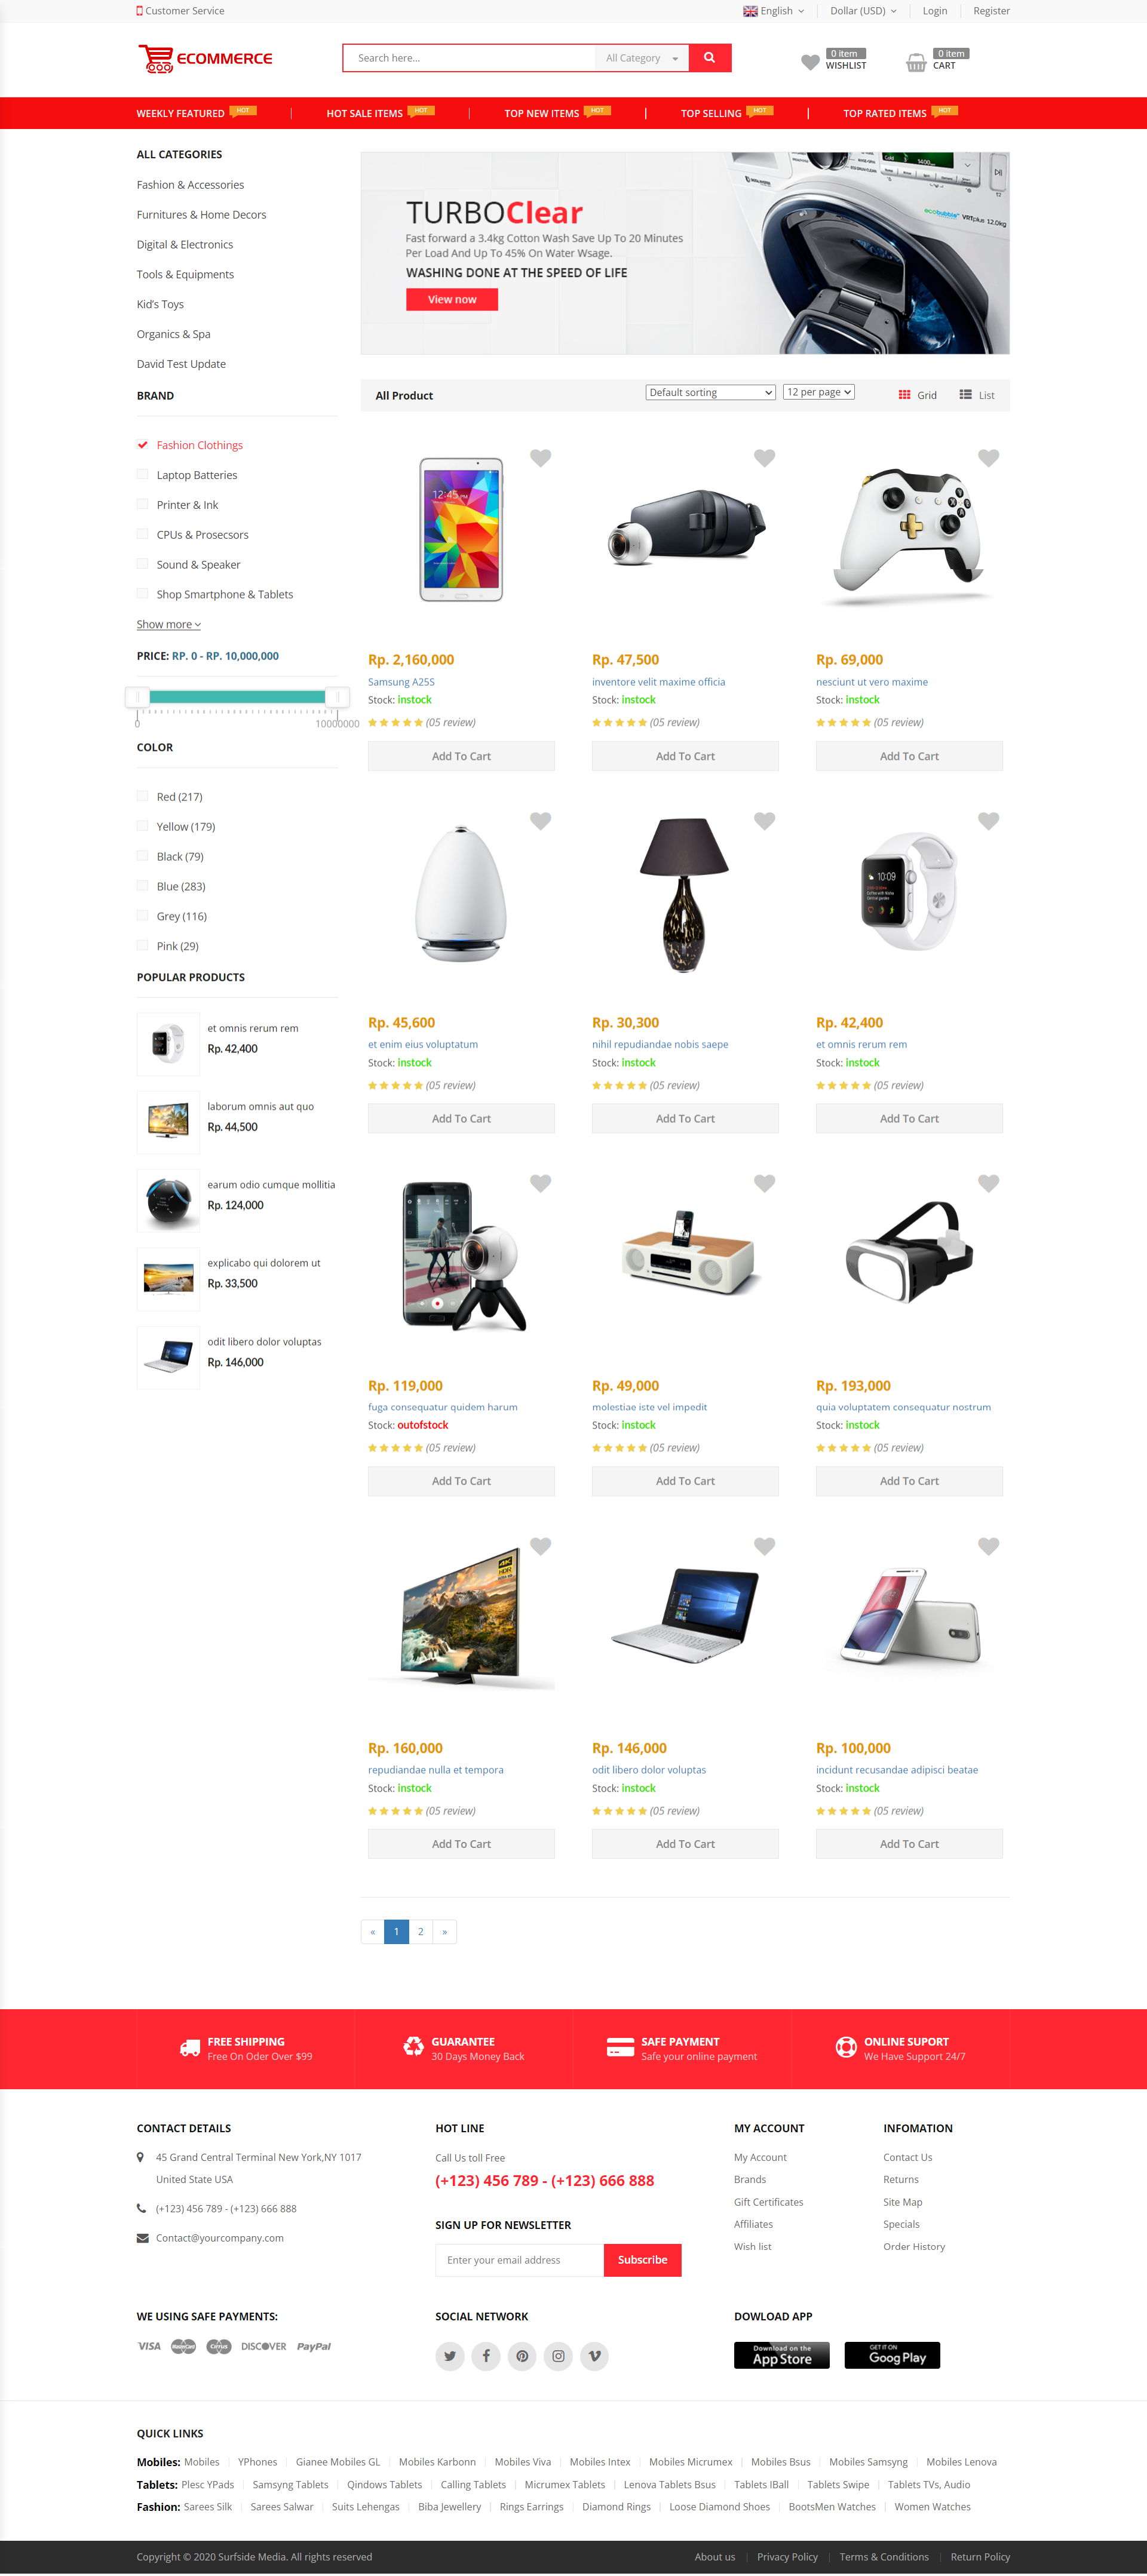 Customer Service
English
Dollar (USD)
Login
Register
ECOMMERCE
Search here...
All Category
0 item
WISHLIST
0 item
CART
WEEKLY FEATURED HOT
HOT SALE ITEMS HOT
TOP NEW ITEMS HOT
TOP SELLING HOT
TOP RATED ITEMS HOT
ALL CATEGORIES
Fashion & Accessories
Furnitures & Home Decors
Digital & Electronics
Tools & Equipments
Kid's Toys
Organics & Spa
David Test Update
BRAND
Fashion Clothings
Laptop Batteries
Printer & Ink
CPUs & Prosecsors
Sound & Speaker
Shop Smartphone & Tablets
Show more
PRICE: RP. 0 - RP. 10,000,000
0
10000000
COLOR
Red (217)
Yellow (179)
Black (79)
Blue (283)
Grey (116)
Pink (29)
POPULAR PRODUCTS
et omnis rerum rem
Rp. 42,400
laborum omnis aut quo
Rp. 44,500
earum odio cumque mollitia
Rp. 124,000
explicabo qui dolorem ut
Rp. 33,500
odit libero dolor voluptas
Rp. 146,000
TURBOClear
Fast forward a 3.4kg Cotton Wash Save Up To 20 Minutes
Per Load And Up To 45% On Water Wsage.
WASHING DONE AT THE SPEED OF LIFE
View now
ecobubble VRTplus 12.0kg
All Product
Default sorting
12 per page
Grid
List
12:45
Rp. 2,160,000
Samsung A25S
Stock: instock
(05 review)
Add To Cart
Rp. 47,500
inventore velit maxime officia
Stock: instock
(05 review)
Add To Cart
Rp. 69,000
nesciunt ut vero maxime
Stock: instock
(05 review)
Add To Cart
Rp. 45,600
et enim eius voluptatum
Stock: instock
(05 review)
Add To Cart
Rp. 30,300
nihil repudiandae nobis saepe
Stock: instock
(05 review)
Add To Cart
10:09
Rp. 42,400
et omnis rerum rem
Stock: instock
(05 review)
Add To Cart
Rp. 119,000
fuga consequatur quidem harum
Stock: outofstock
(05 review)
Add To Cart
Rp. 49,000
molestiae iste vel impedit
Stock: instock
(05 review)
Add To Cart
Rp. 193,000
quia voluptatem consequatur nostrum
Stock: instock
(05 review)
Add To Cart
4K
HDR
Rp. 160,000
repudiandae nulla et tempora
Stock: instock
(05 review)
Add To Cart
Rp. 146,000
odit libero dolor voluptas
Stock: instock
(05 review)
Add To Cart
Rp. 100,000
incidunt recusandae adipisci beatae
Stock: instock
(05 review)
Add To Cart
« 1 2 »
FREE SHIPPING
Free On Oder Over $99
GUARANTEE
30 Days Money Back
SAFE PAYMENT
Safe your online payment
ONLINE SUPORT
We Have Support 24/7
CONTACT DETAILS
45 Grand Central Terminal New York,NY 1017
United State USA
(+123) 456 789 - (+123) 666 888
Contact@yourcompany.com
HOT LINE
Call Us toll Free
(+123) 456 789 - (+123) 666 888
SIGN UP FOR NEWSLETTER
Enter your email address
Subscribe
MY ACCOUNT
My Account
Brands
Gift Certificates
Affiliates
Wish list
INFOMATION
Contact Us
Returns
Site Map
Specials
Order History
WE USING SAFE PAYMENTS:
VISA MasterCard Cirrus DISCOVER PayPal
SOCIAL NETWORK
DOWLOAD APP
Download on the
App Store
GET IT ON
Goog Play
QUICK LINKS
Mobiles: Mobiles YPhones Gianee Mobiles GL Mobiles Karbonn Mobiles Viva Mobiles Intex Mobiles Micrumex Mobiles Bsus Mobiles Samsyng Mobiles Lenova
Tablets: Plesc YPads Samsyng Tablets Qindows Tablets Calling Tablets Micrumex Tablets Lenova Tablets Bsus Tablets IBall Tablets Swipe Tablets TVs, Audio
Fashion: Sarees Silk Sarees Salwar Suits Lehengas Biba Jewellery Rings Earrings Diamond Rings Loose Diamond Shoes BootsMen Watches Women Watches
Copyright © 2020 Surfside Media. All rights reserved
About us
Privacy Policy
Terms & Conditions
Return Policy